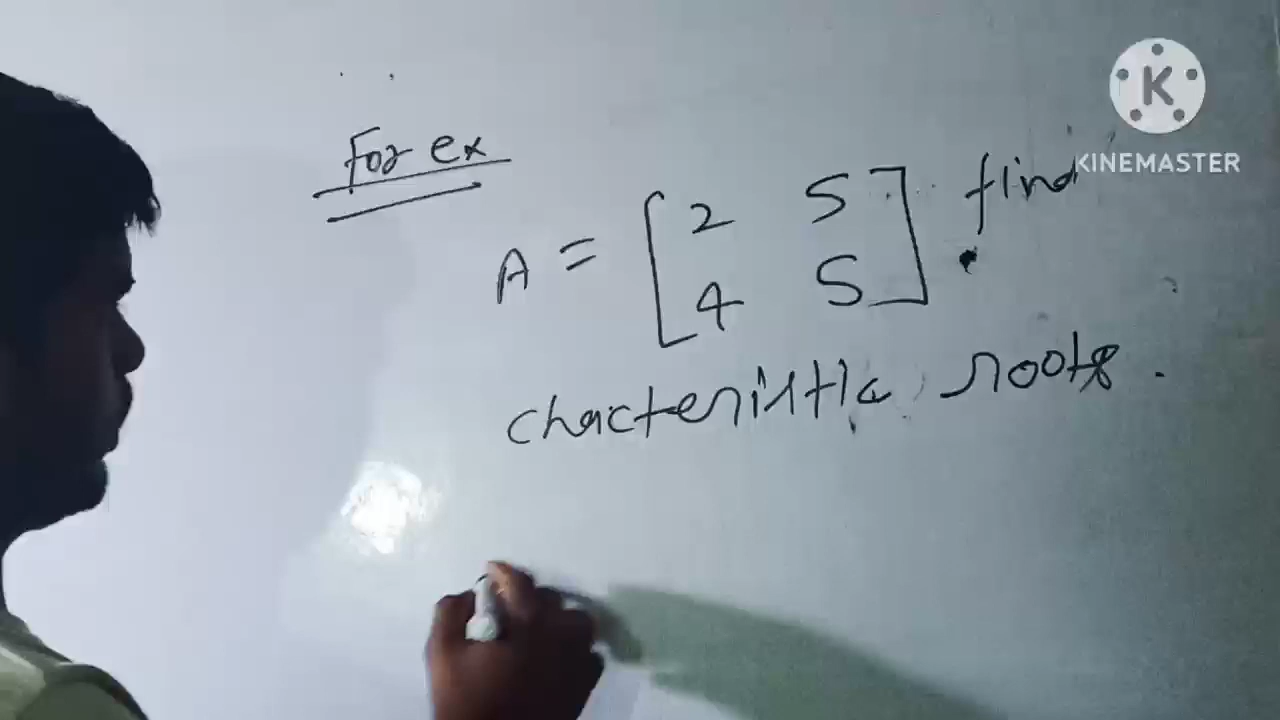 For ex
A = [ 2 5 ] find
4 5
chacteristic roots.
K
KINEMASTER